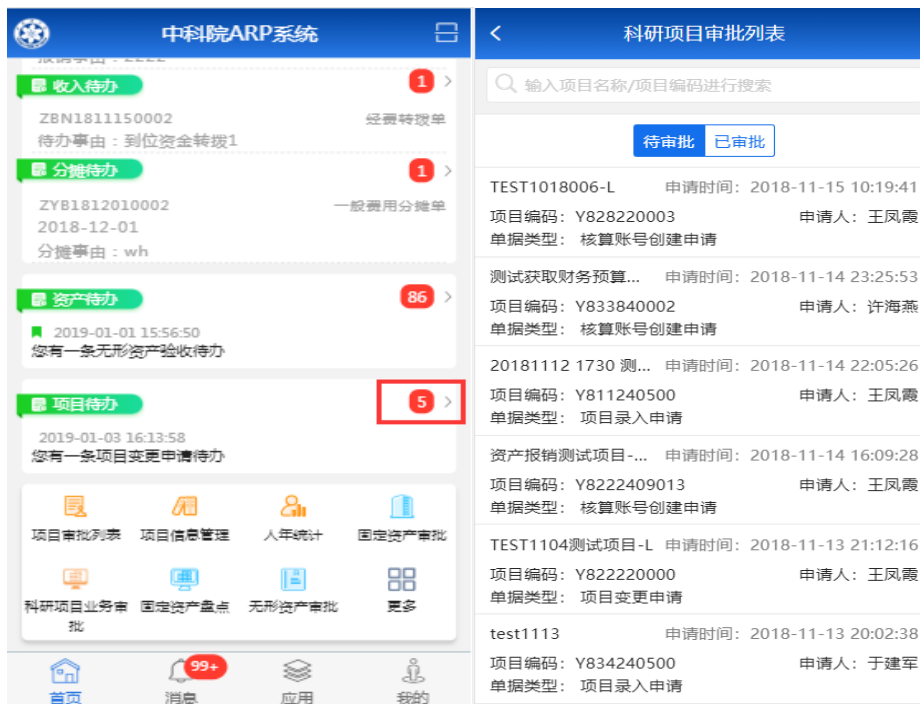 中科院ARP系统
收入待办
1
ZBN1811150002
经费转拨单
待办事由：到位资金转拨1
分摊待办
1
ZYB1812010002
一般费用分摊单
2018-12-01
分摊事由：wh
资产待办
86
2019-01-01 15:56:50
您有一条无形资产验收待办
项目待办
5
2019-01-03 16:13:58
您有一条项目变更申请待办
项目审批列表 项目信息管理 人年统计 固定资产审批
科研项目业务审批 固定资产盘点 无形资产审批 更多
99+
首页 消息 应用 我的
科研项目审批列表
输入项目名称/项目编码进行搜索
待审批 已审批
TEST1018006-L 申请时间：2018-11-15 10:19:41
项目编码：Y828220003 申请人：王凤霞
单据类型： 核算账号创建申请
测试获取财务预算... 申请时间：2018-11-14 23:25:53
项目编码：Y833840002 申请人：许海燕
单据类型： 核算账号创建申请
20181112 1730 测... 申请时间：2018-11-14 22:05:26
项目编码：Y811240500 申请人：王凤霞
单据类型： 项目录入申请
资产报销测试项目-... 申请时间：2018-11-14 16:09:28
项目编码：Y8222409013 申请人：王凤霞
单据类型： 核算账号创建申请
TEST1104测试项目-L 申请时间：2018-11-13 21:12:16
项目编码：Y822220000 申请人：王凤霞
单据类型： 项目变更申请
test1113 申请时间：2018-11-13 20:02:38
项目编码：Y834240500 申请人：于建军
单据类型： 项目录入申请